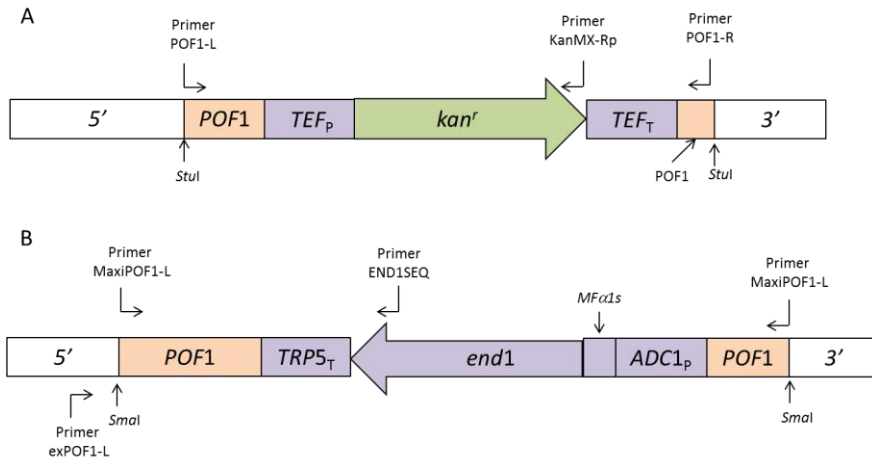 A
Primer
POF1-L
Primer
KanMX-Rp
Primer
POF1-R
5’
POF1
TEFP
kanr
TEFT
3’
StuI
POF1
StuI
B
Primer
MaxiPOF1-L
Primer
END1SEQ
MFα1s
Primer
MaxiPOF1-L
5’
POF1
TRP5T
end1
ADC1P
POF1
3’
SmaI
SmaI
Primer
exPOF1-L